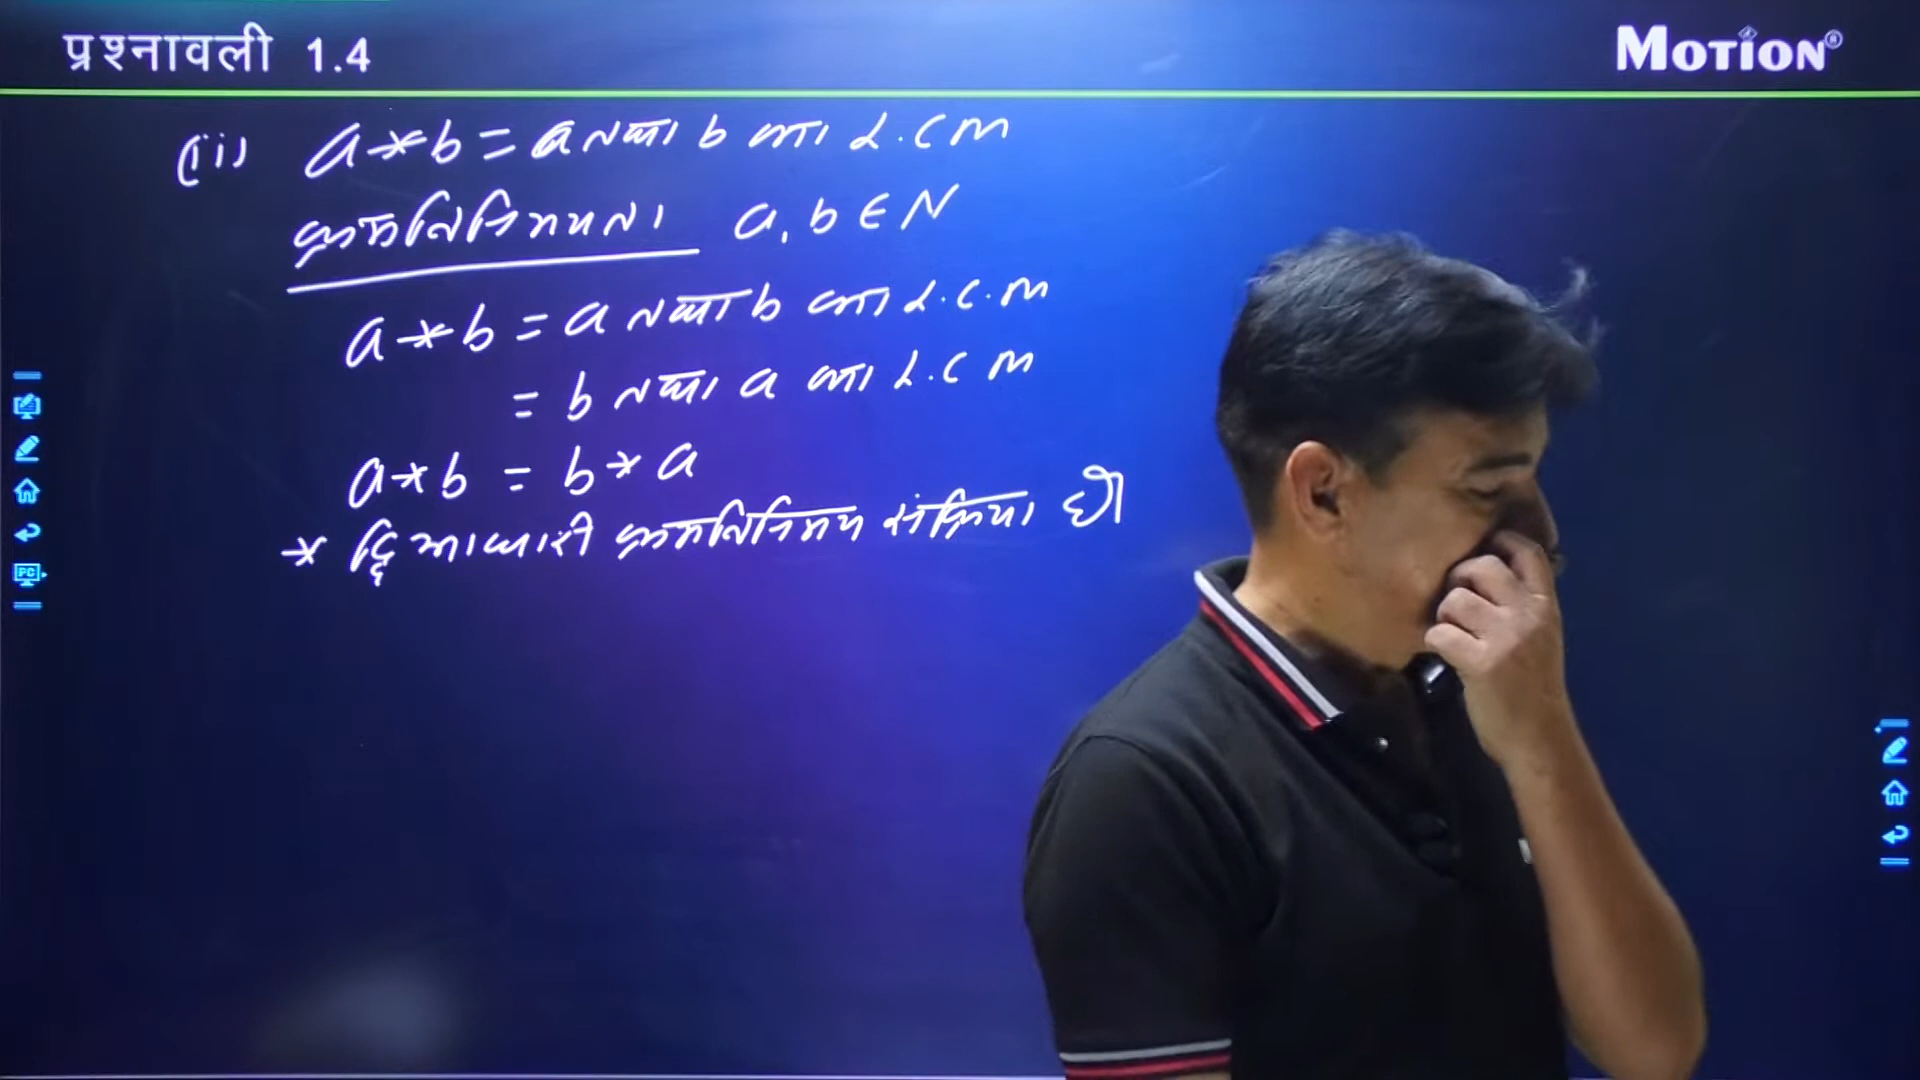 प्रश्नावली 1.4
MOTION®
(ii) a * b = a तथा b का L.C.M
क्रमविनिमयता a, b ∈ N
a * b = a तथा b का L.C.M
= b तथा a का L.C.M
a * b = b * a
* द्विआधारी क्रमविनिमय संक्रिया